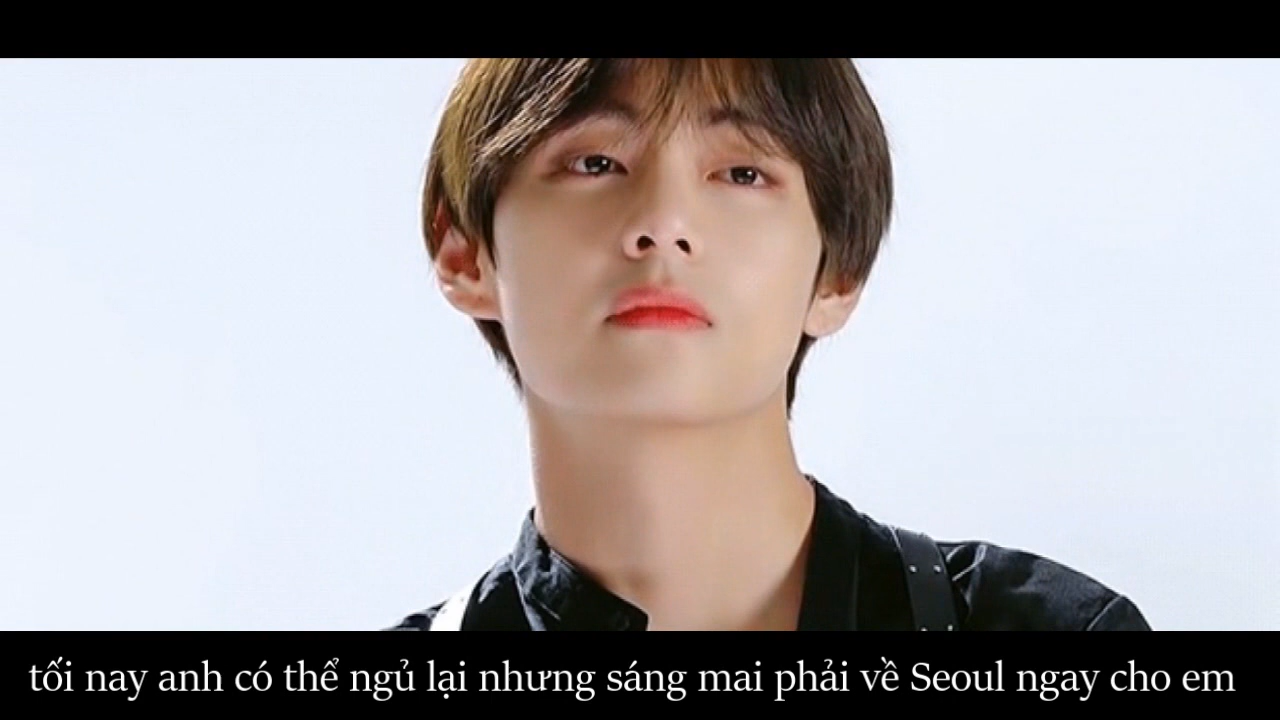 tối nay anh có thể ngủ lại nhưng sáng mai phải về Seoul ngay cho em